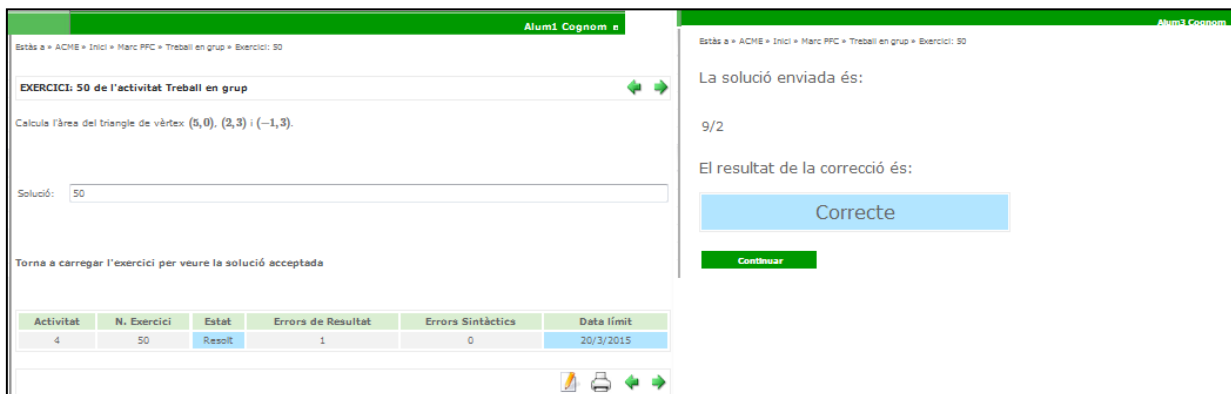 Alum1 Cognom e
Estàs a » ACME » Inici » Marc PFC » Treball en grup » Exercici: 50
EXERCICI: 50 de l'activitat Treball en grup
Calcula l'àrea del triangle de vèrtex (5,0), (2,3) i (−1,3).
Solució: 50
Torna a carregar l'exercici per veure la solució acceptada
Activitat N. Exercici Estat Errors de Resultat Errors Sintàctics Data límit
4 50 Resolt 1 0 20/3/2015
Alum3 Cognom
Estàs a » ACME » Inici » Marc PFC » Treball en grup » Exercici: 50
La solució enviada és:
9/2
El resultat de la correcció és:
Correcte
Continuar